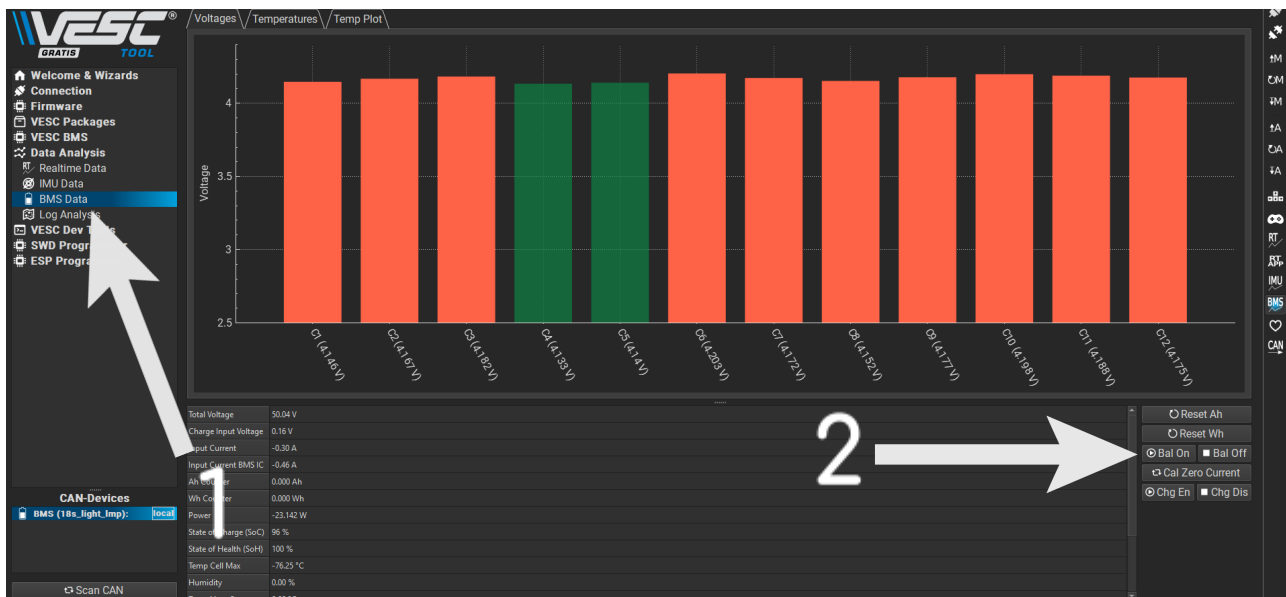 VESC®
GRATIS TOOL
Welcome & Wizards
Connection
Firmware
VESC Packages
VESC BMS
Data Analysis
RT Realtime Data
IMU Data
BMS Data
Log Analysis
VESC Dev
SWD Prog
ESP Progra
CAN-Devices
BMS (18s_light_lmp): local
Scan CAN
Voltages Temperatures Temp Plot
Voltage
4
3.5
3
2.5
C1 (4.146 V)
C2 (4.167 V)
C3 (4.182 V)
C4 (4.133 V)
C5 (4.14 V)
C6 (4.203 V)
C7 (4.172 V)
C8 (4.152 V)
C9 (4.177 V)
C10 (4.198 V)
C11 (4.188 V)
C12 (4.175 V)
Total Voltage 50.04 V
Charge Input Voltage 0.16 V
Input Current -0.30 A
Input Current BMS IC -0.46 A
Ah Counter 0.000 Ah
Wh Counter 0.000 Wh
Power -23.142 W
State of Charge (SoC) 96 %
State of Health (SoH) 100 %
Temp Cell Max -76.25 °C
Humidity 0.00 %
1
2
Reset Ah
Reset Wh
Bal On Bal Off
Cal Zero Current
Chg En Chg Dis
M
M
M
A
A
A
RT
RT APP
IMU
BMS
CAN